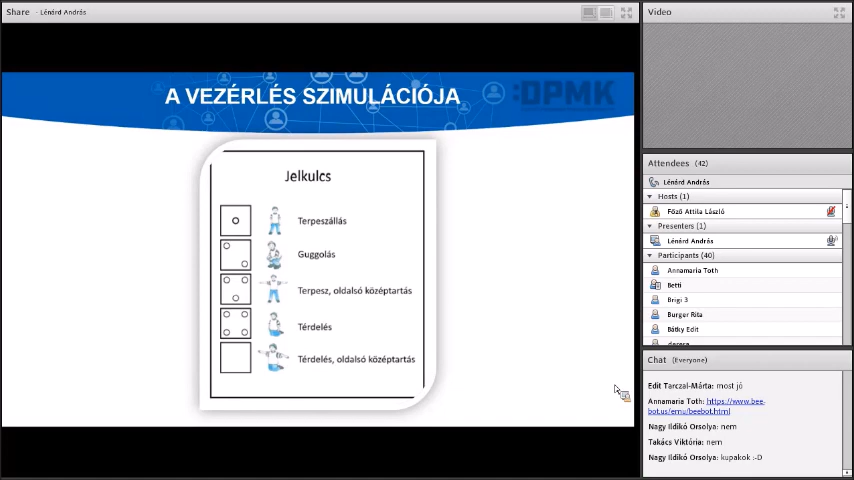 Share - Lénárd András
A VEZÉRLÉS SZIMULÁCIÓJA
:DPMK
Jelkulcs
Terpeszállás
Guggolás
Terpesz, oldalsó középtartás
Térdelés
Térdelés, oldalsó középtartás
Video
Attendees (42)
Lénárd András
Hosts (1)
Főző Attila László
Presenters (1)
Lénárd András
Participants (40)
Annamaria Toth
Betti
Brigi 3
Burger Rita
Bátky Edit
Chat (Everyone)
Edit Tarczal-Márta: most jó
Annamaria Toth: https://www.bee-
bot.us/emu/beebot.html
Nagy Ildikó Orsolya: nem
Takács Viktória: nem
Nagy Ildikó Orsolya: kupakok :-D